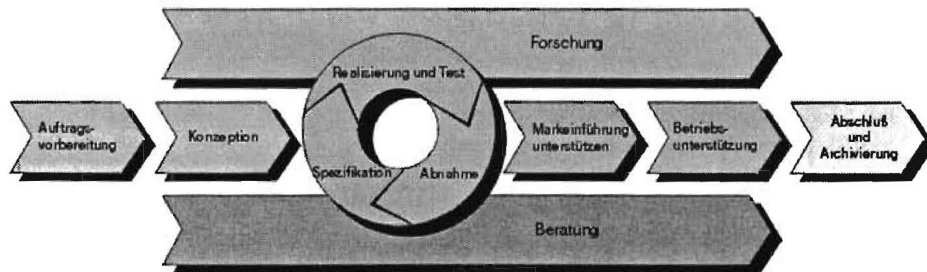 Forschung
Realisierung und Test
Auftrags-
vorbereitung
Konzeption
Spezifikation
Abnahme
Markeinführung
unterstützen
Betriebs-
unterstützung
Abschluß
und
Archivierung
Beratung